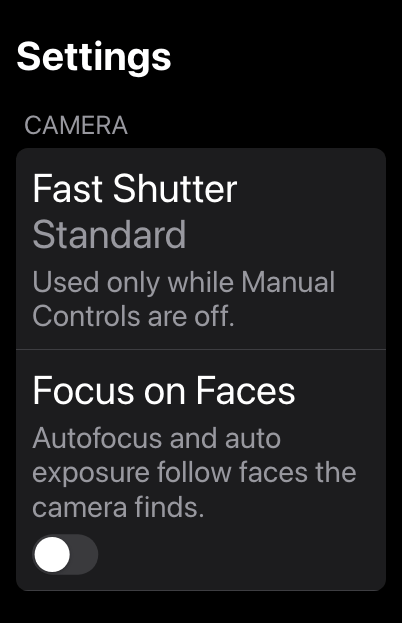 Settings
CAMERA
Fast Shutter
Standard
Used only while Manual
Controls are off.
Focus on Faces
Autofocus and auto
exposure follow faces the
camera finds.